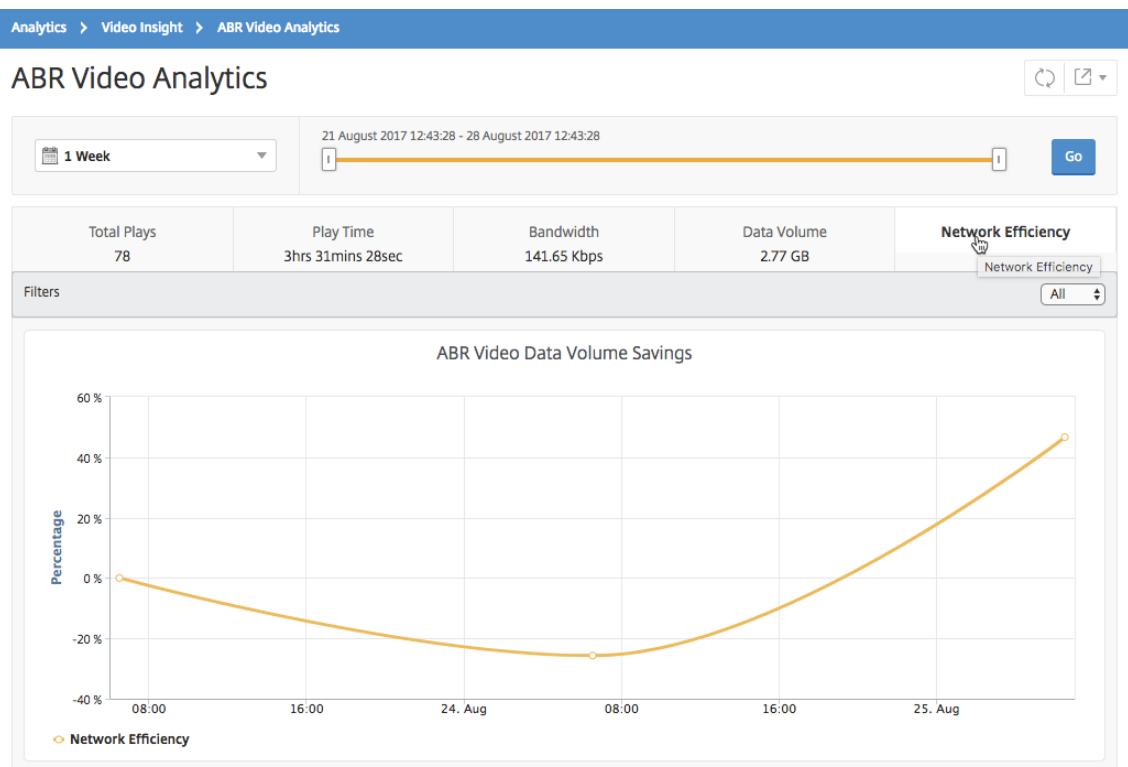 Analytics > Video Insight > ABR Video Analytics
ABR Video Analytics
1 Week
21 August 2017 12:43:28 - 28 August 2017 12:43:28
Go
Total Plays
78
Play Time
3hrs 31mins 28sec
Bandwidth
141.65 Kbps
Data Volume
2.77 GB
Network Efficiency
Network Efficiency
Filters
All
ABR Video Data Volume Savings
Percentage
60 %
40 %
20 %
0 %
-20 %
-40 %
08:00
16:00
24. Aug
08:00
16:00
25. Aug
Network Efficiency